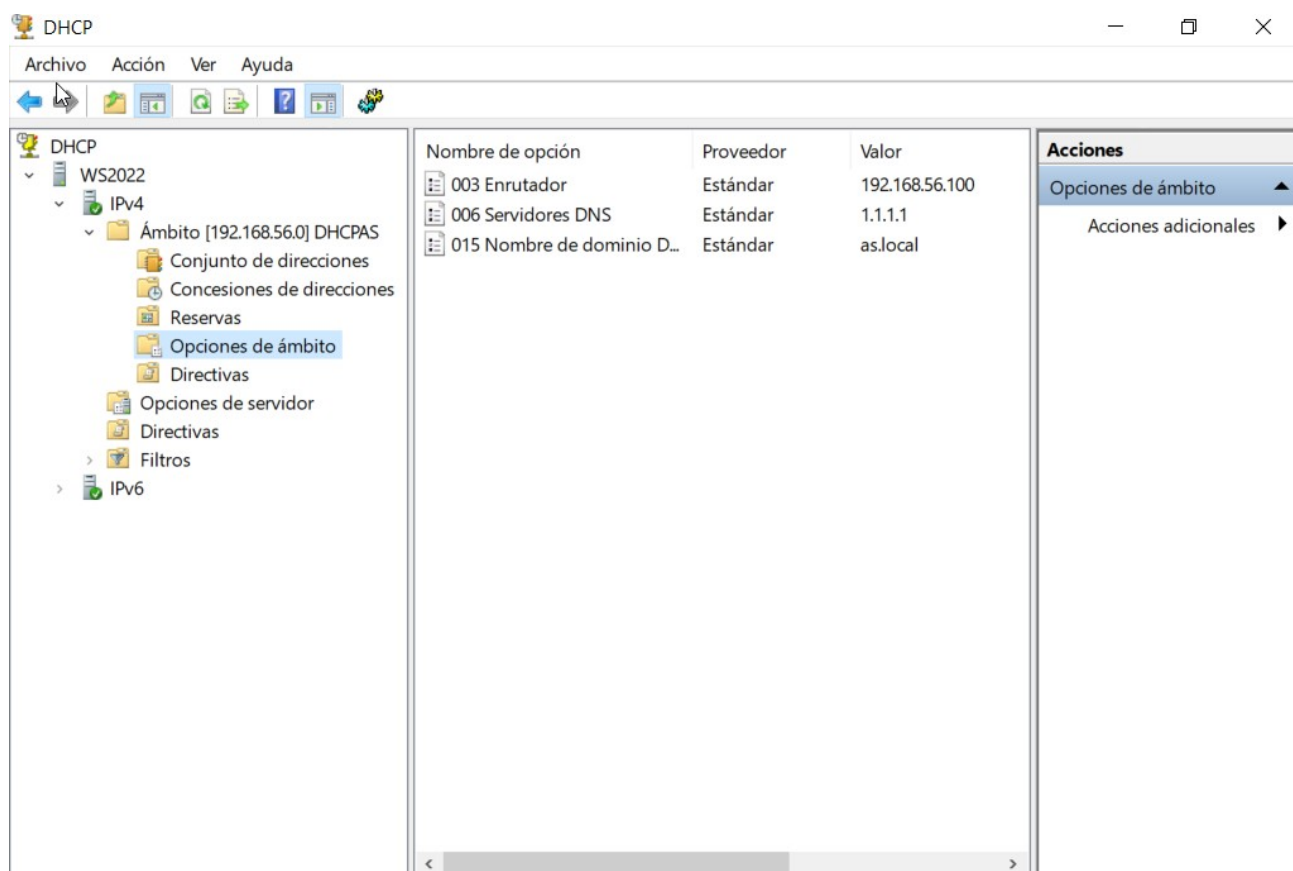 DHCP
Archivo Acción Ver Ayuda
DHCP
WS2022
IPv4
Ámbito [192.168.56.0] DHCPAS
Conjunto de direcciones
Concesiones de direcciones
Reservas
Opciones de ámbito
Directivas
Opciones de servidor
Directivas
Filtros
IPv6
Nombre de opción Proveedor Valor
003 Enrutador Estándar 192.168.56.100
006 Servidores DNS Estándar 1.1.1.1
015 Nombre de dominio D... Estándar as.local
Acciones
Opciones de ámbito
Acciones adicionales